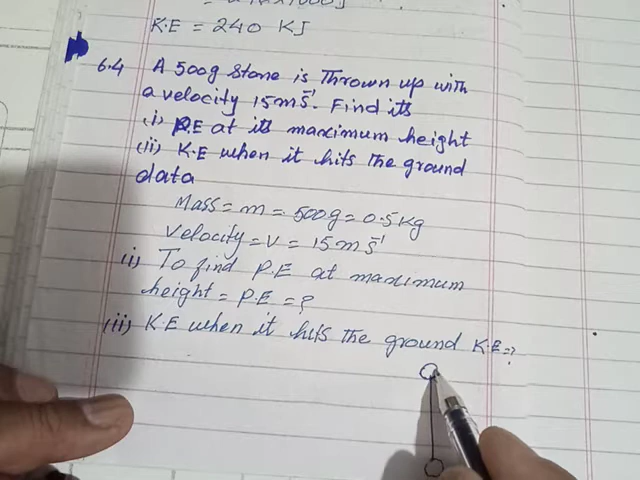 K.E = 240 KJ
6.4 A 500g Stone is Thrown up with
a velocity 15ms⁻¹. Find its
(i) P.E at its maximum height
(ii) K.E when it hits the ground
data
Mass = m = 500g = 0.5Kg
Velocity = v = 15ms⁻¹
(i) To find P.E at maximum
height = P.E = ?
(ii) K.E when it hits the ground K.E = ?